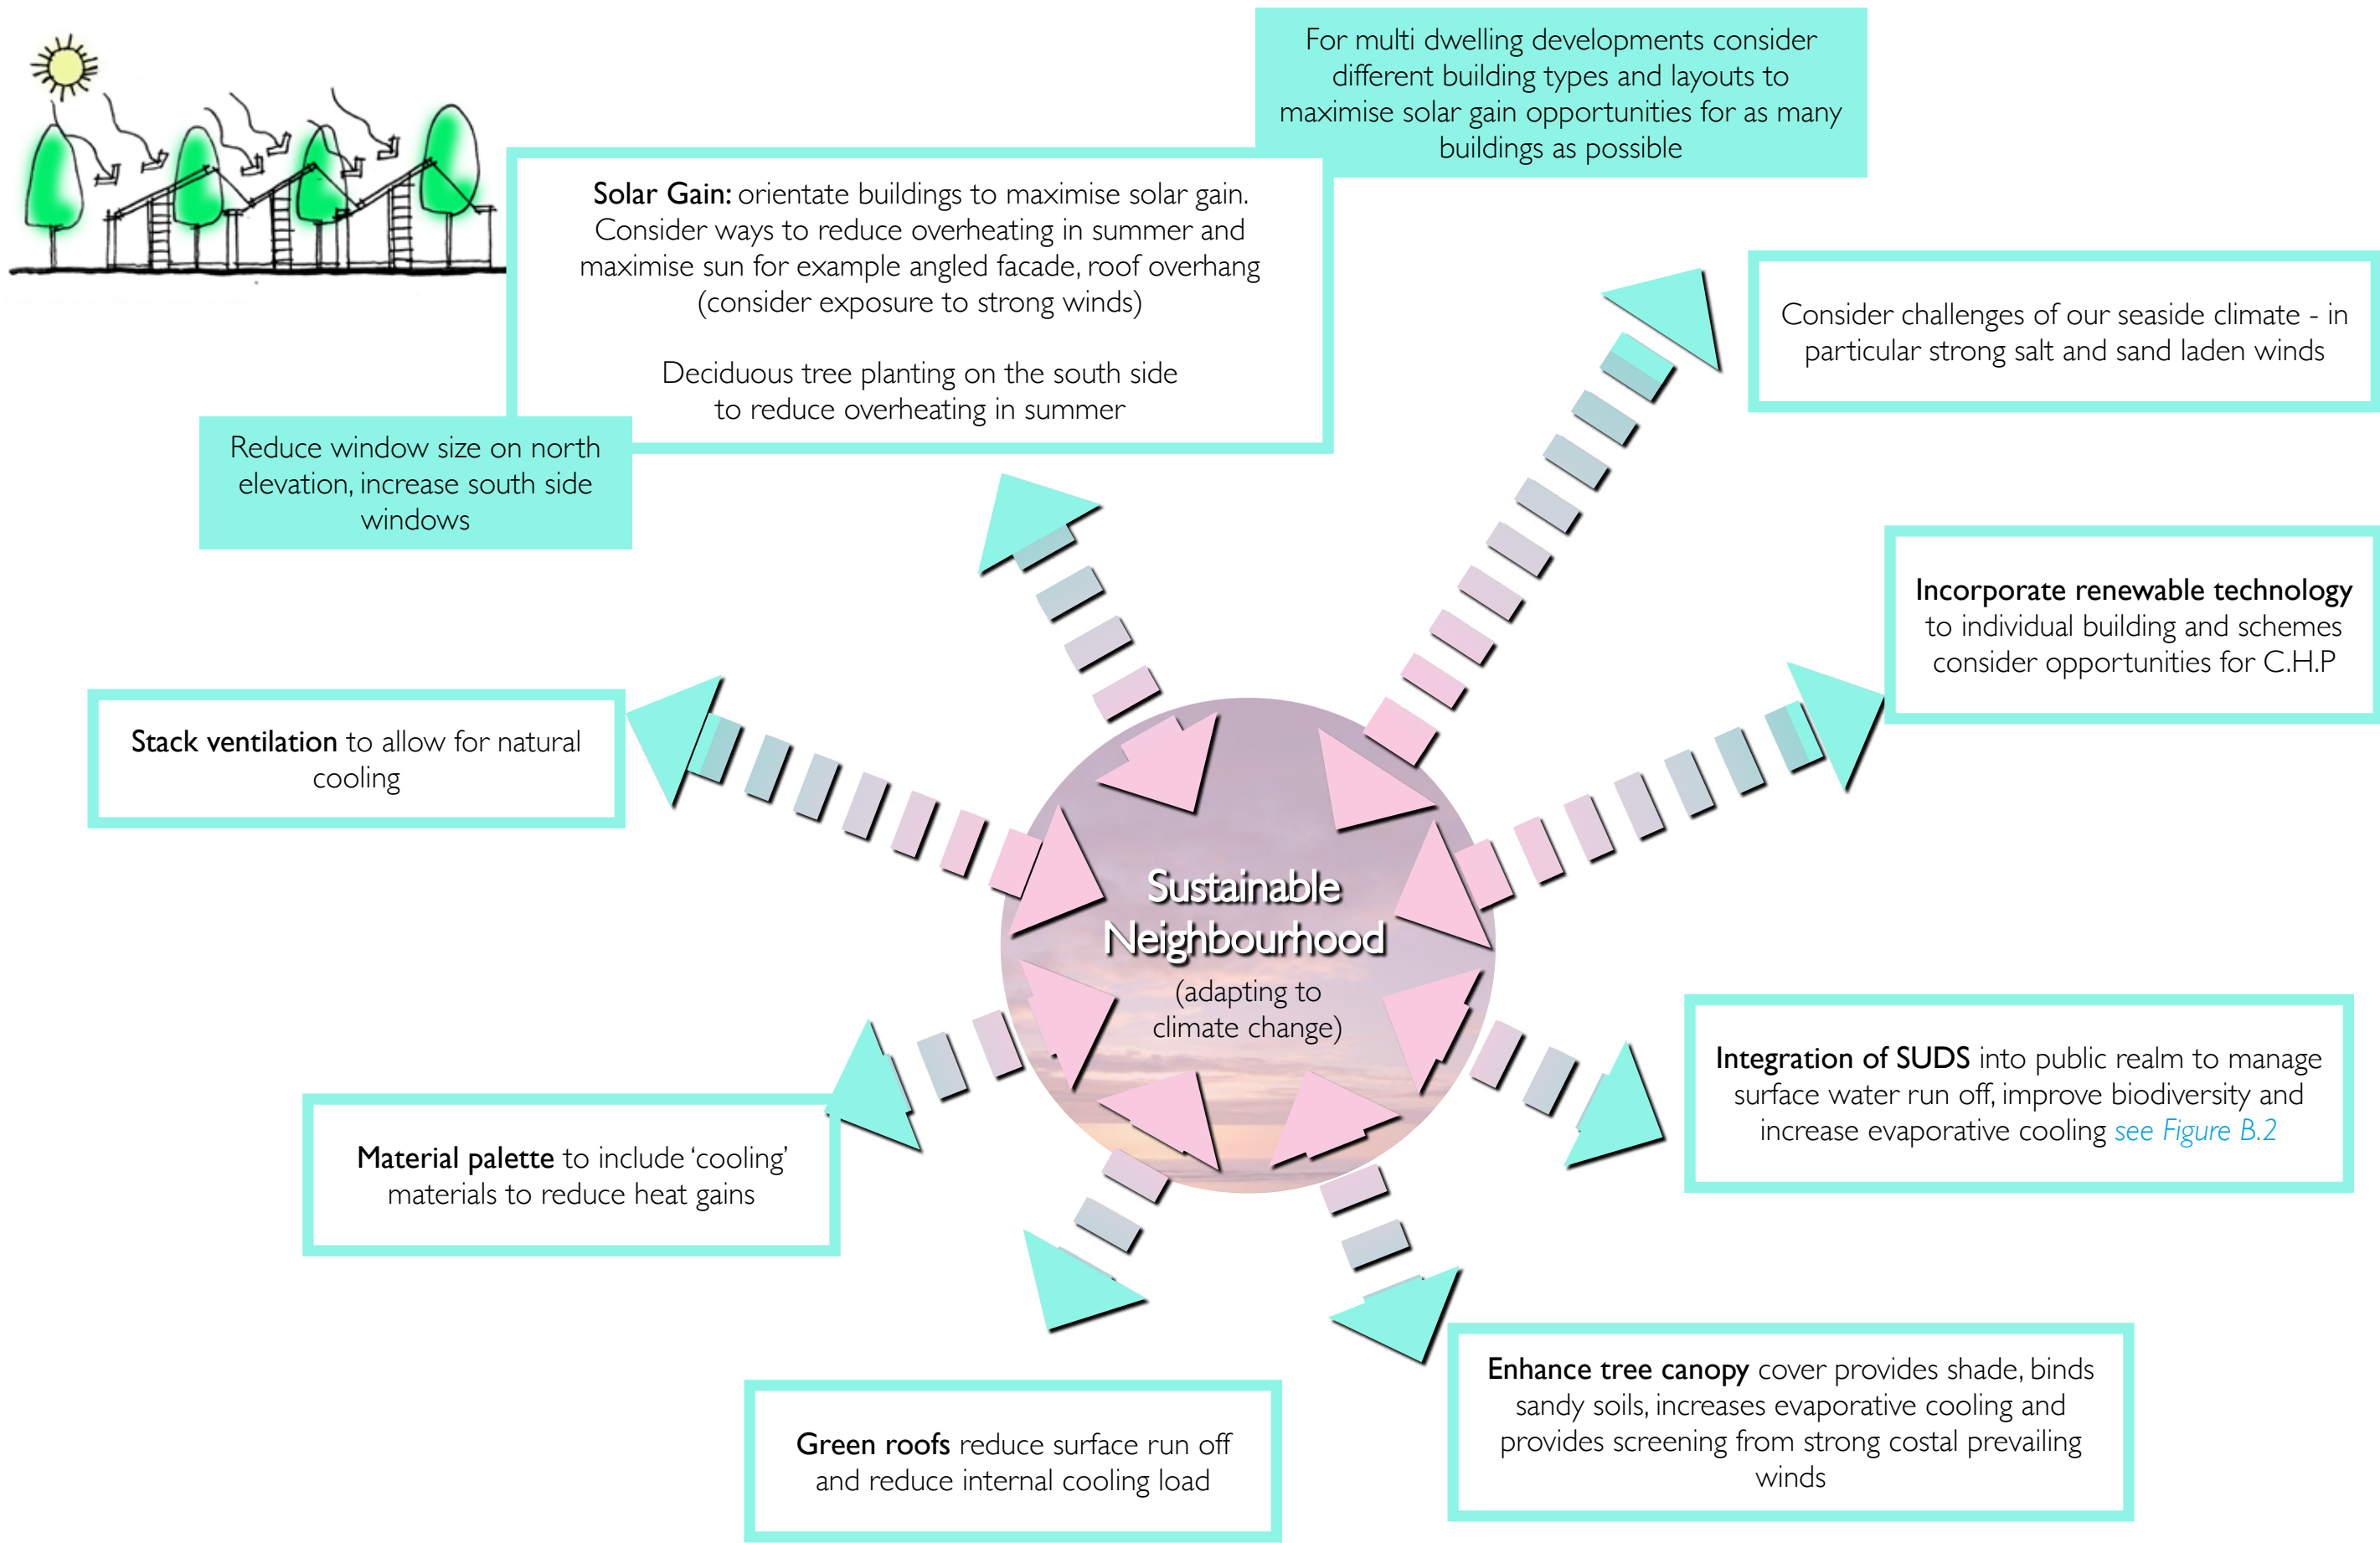 For multi dwelling developments consider
different building types and layouts to
maximise solar gain opportunities for as many
buildings as possible
Solar Gain: orientate buildings to maximise solar gain.
Consider ways to reduce overheating in summer and
maximise sun for example angled facade, roof overhang
(consider exposure to strong winds)
Deciduous tree planting on the south side
to reduce overheating in summer
Reduce window size on north
elevation, increase south side
windows
Consider challenges of our seaside climate - in
particular strong salt and sand laden winds
Incorporate renewable technology
to individual building and schemes
consider opportunities for C.H.P
Stack ventilation to allow for natural
cooling
Sustainable
Neighbourhood
(adapting to
climate change)
Integration of SUDS into public realm to manage
surface water run off, improve biodiversity and
increase evaporative cooling see Figure B.2
Material palette to include ‘cooling’
materials to reduce heat gains
Enhance tree canopy cover provides shade, binds
sandy soils, increases evaporative cooling and
provides screening from strong costal prevailing
winds
Green roofs reduce surface run off
and reduce internal cooling load